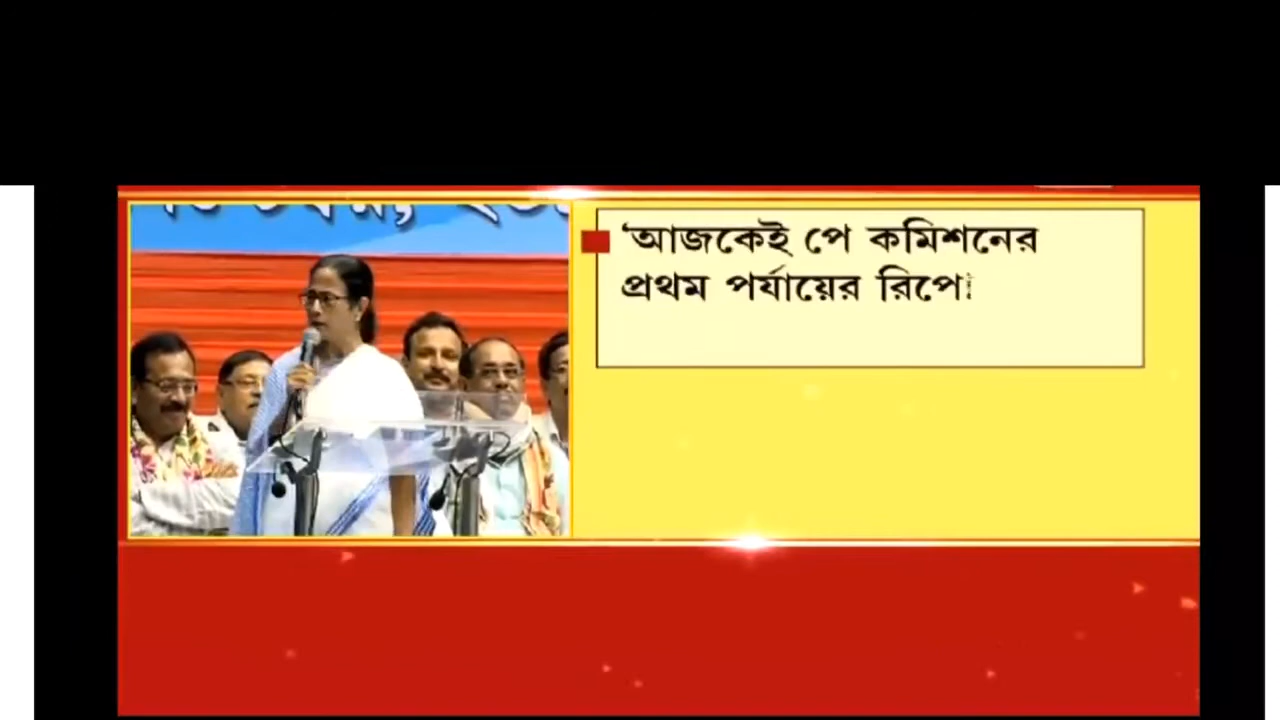 ‘আজকেই পে কমিশনের
প্রথম পর্যায়ের